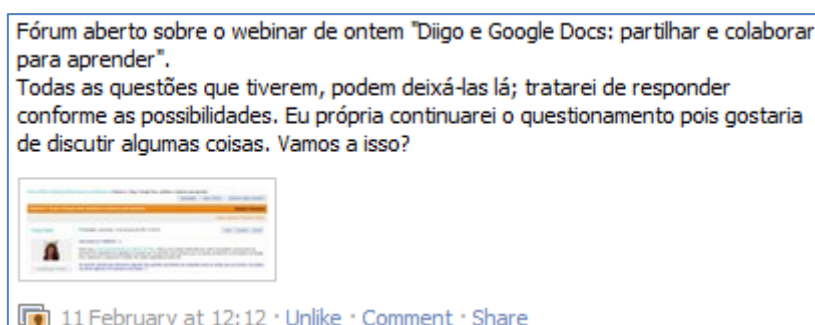 Fórum aberto sobre o webinar de ontem "Diigo e Google Docs: partilhar e colaborar
para aprender".
Todas as questões que tiverem, podem deixá-las lá; tratarei de responder
conforme as possibilidades. Eu própria continuarei o questionamento pois gostaria
de discutir algumas coisas. Vamos a isso?
11 February at 12:12 · Unlike · Comment · Share